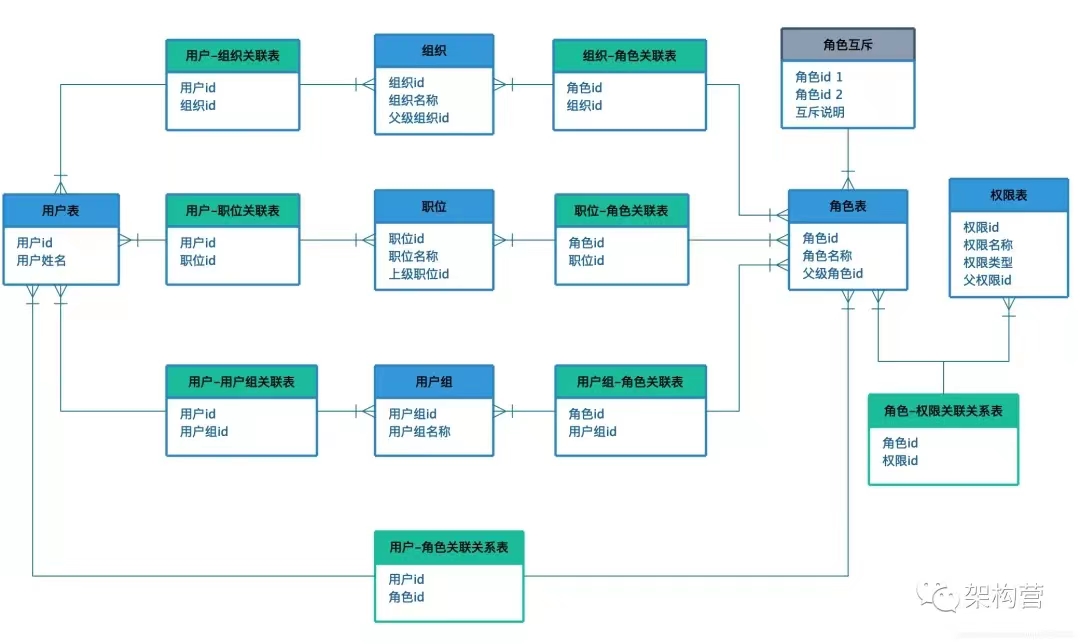 用户-组织关联表
用户id
组织id
组织
组织id
组织名称
父级组织id
组织-角色关联表
角色id
组织id
角色互斥
角色id 1
角色id 2
互斥说明
用户表
用户id
用户姓名
用户-职位关联表
用户id
职位id
职位
职位id
职位名称
上级职位id
职位-角色关联表
角色id
职位id
角色表
角色id
角色名称
父级角色id
权限表
权限id
权限名称
权限类型
父权限id
用户-用户组关联表
用户id
用户组id
用户组
用户组id
用户组名称
用户组-角色关联表
角色id
用户组id
角色-权限关联关系表
角色id
权限id
用户-角色关联关系表
用户id
角色id
架构营